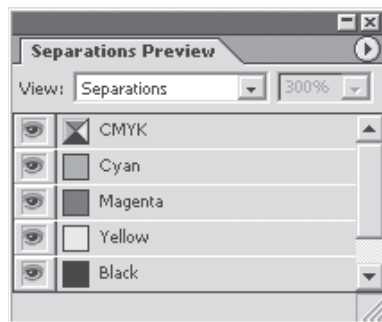 Separations Preview
View: Separations 300%
CMYK
Cyan
Magenta
Yellow
Black